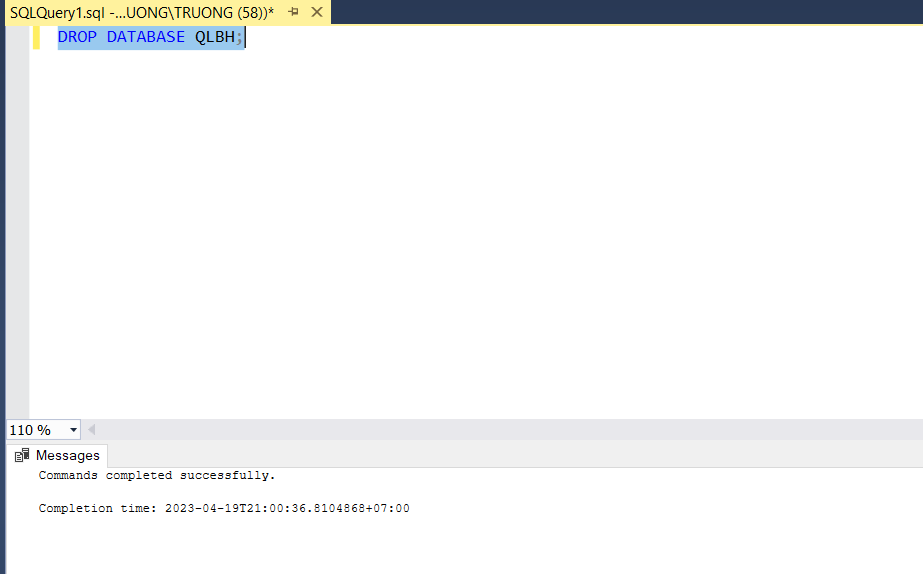 SQLQuery1.sql -...UONG\TRUONG (58))*
DROP DATABASE QLBH;
110 %
Messages
Commands completed successfully.
Completion time: 2023-04-19T21:00:36.8104868+07:00